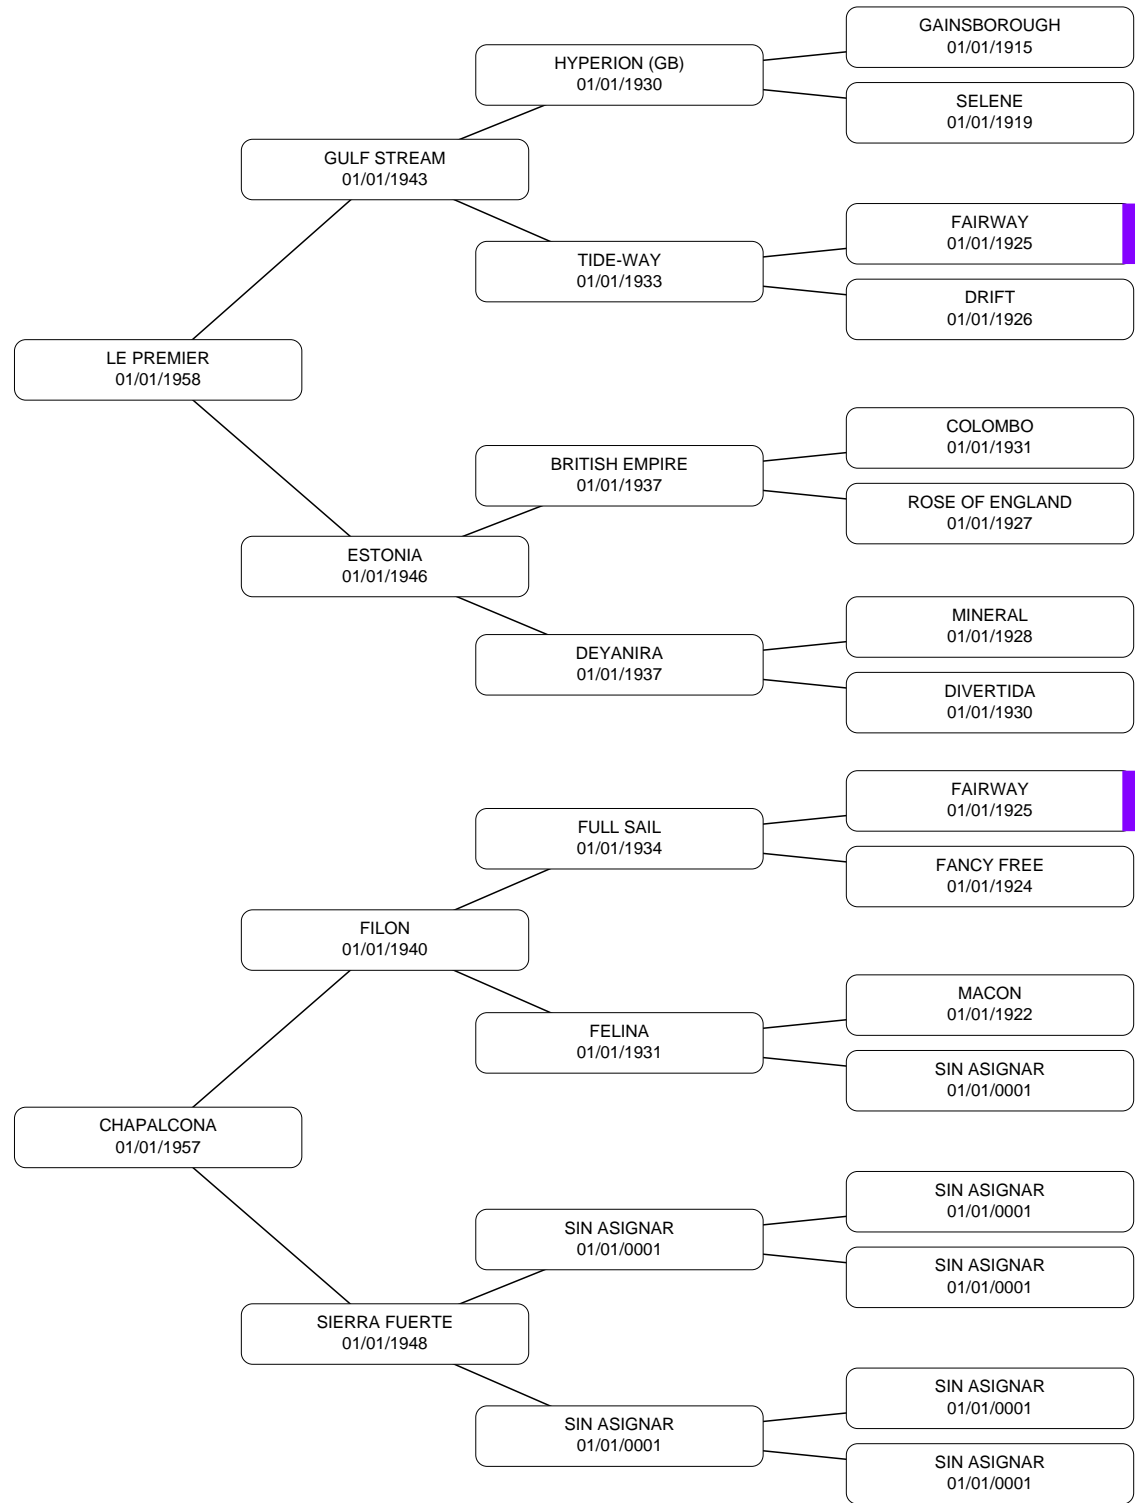 GAINSBOROUGH
01/01/1915
HYPERION (GB)
01/01/1930
SELENE
01/01/1919
GULF STREAM
01/01/1943
FAIRWAY
01/01/1925
TIDE-WAY
01/01/1933
DRIFT
01/01/1926
LE PREMIER
01/01/1958
COLOMBO
01/01/1931
BRITISH EMPIRE
01/01/1937
ROSE OF ENGLAND
01/01/1927
ESTONIA
01/01/1946
MINERAL
01/01/1928
DEYANIRA
01/01/1937
DIVERTIDA
01/01/1930
FAIRWAY
01/01/1925
FULL SAIL
01/01/1934
FANCY FREE
01/01/1924
FILON
01/01/1940
MACON
01/01/1922
FELINA
01/01/1931
SIN ASIGNAR
01/01/0001
CHAPALCONA
01/01/1957
SIN ASIGNAR
01/01/0001
SIN ASIGNAR
01/01/0001
SIN ASIGNAR
01/01/0001
SIERRA FUERTE
01/01/1948
SIN ASIGNAR
01/01/0001
SIN ASIGNAR
01/01/0001
SIN ASIGNAR
01/01/0001